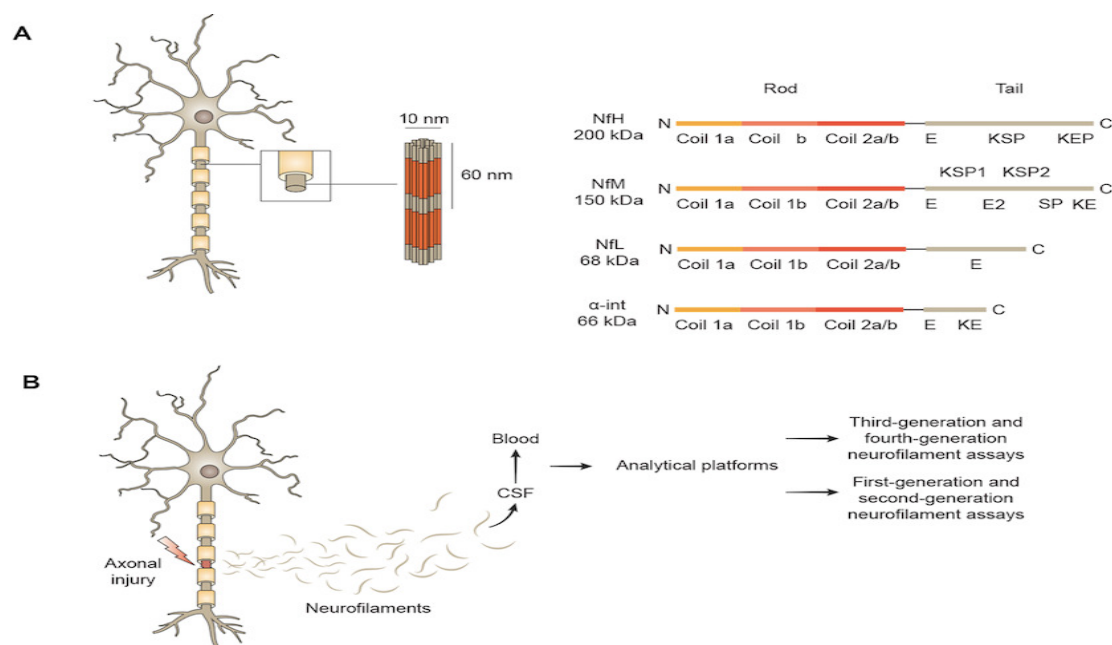 A
10 nm
60 nm
Rod Tail
NfH
200 kDa
N C
Coil 1a Coil b Coil 2a/b E KSP KEP
KSP1 KSP2
NfM
150 kDa
N C
Coil 1a Coil 1b Coil 2a/b E E2 SP KE
NfL
68 kDa
N C
Coil 1a Coil 1b Coil 2a/b E
α-int
66 kDa
N C
Coil 1a Coil 1b Coil 2a/b E KE
B
Axonal
injury
Neurofilaments
Blood
CSF
Analytical platforms
Third-generation and
fourth-generation
neurofilament assays
First-generation and
second-generation
neurofilament assays